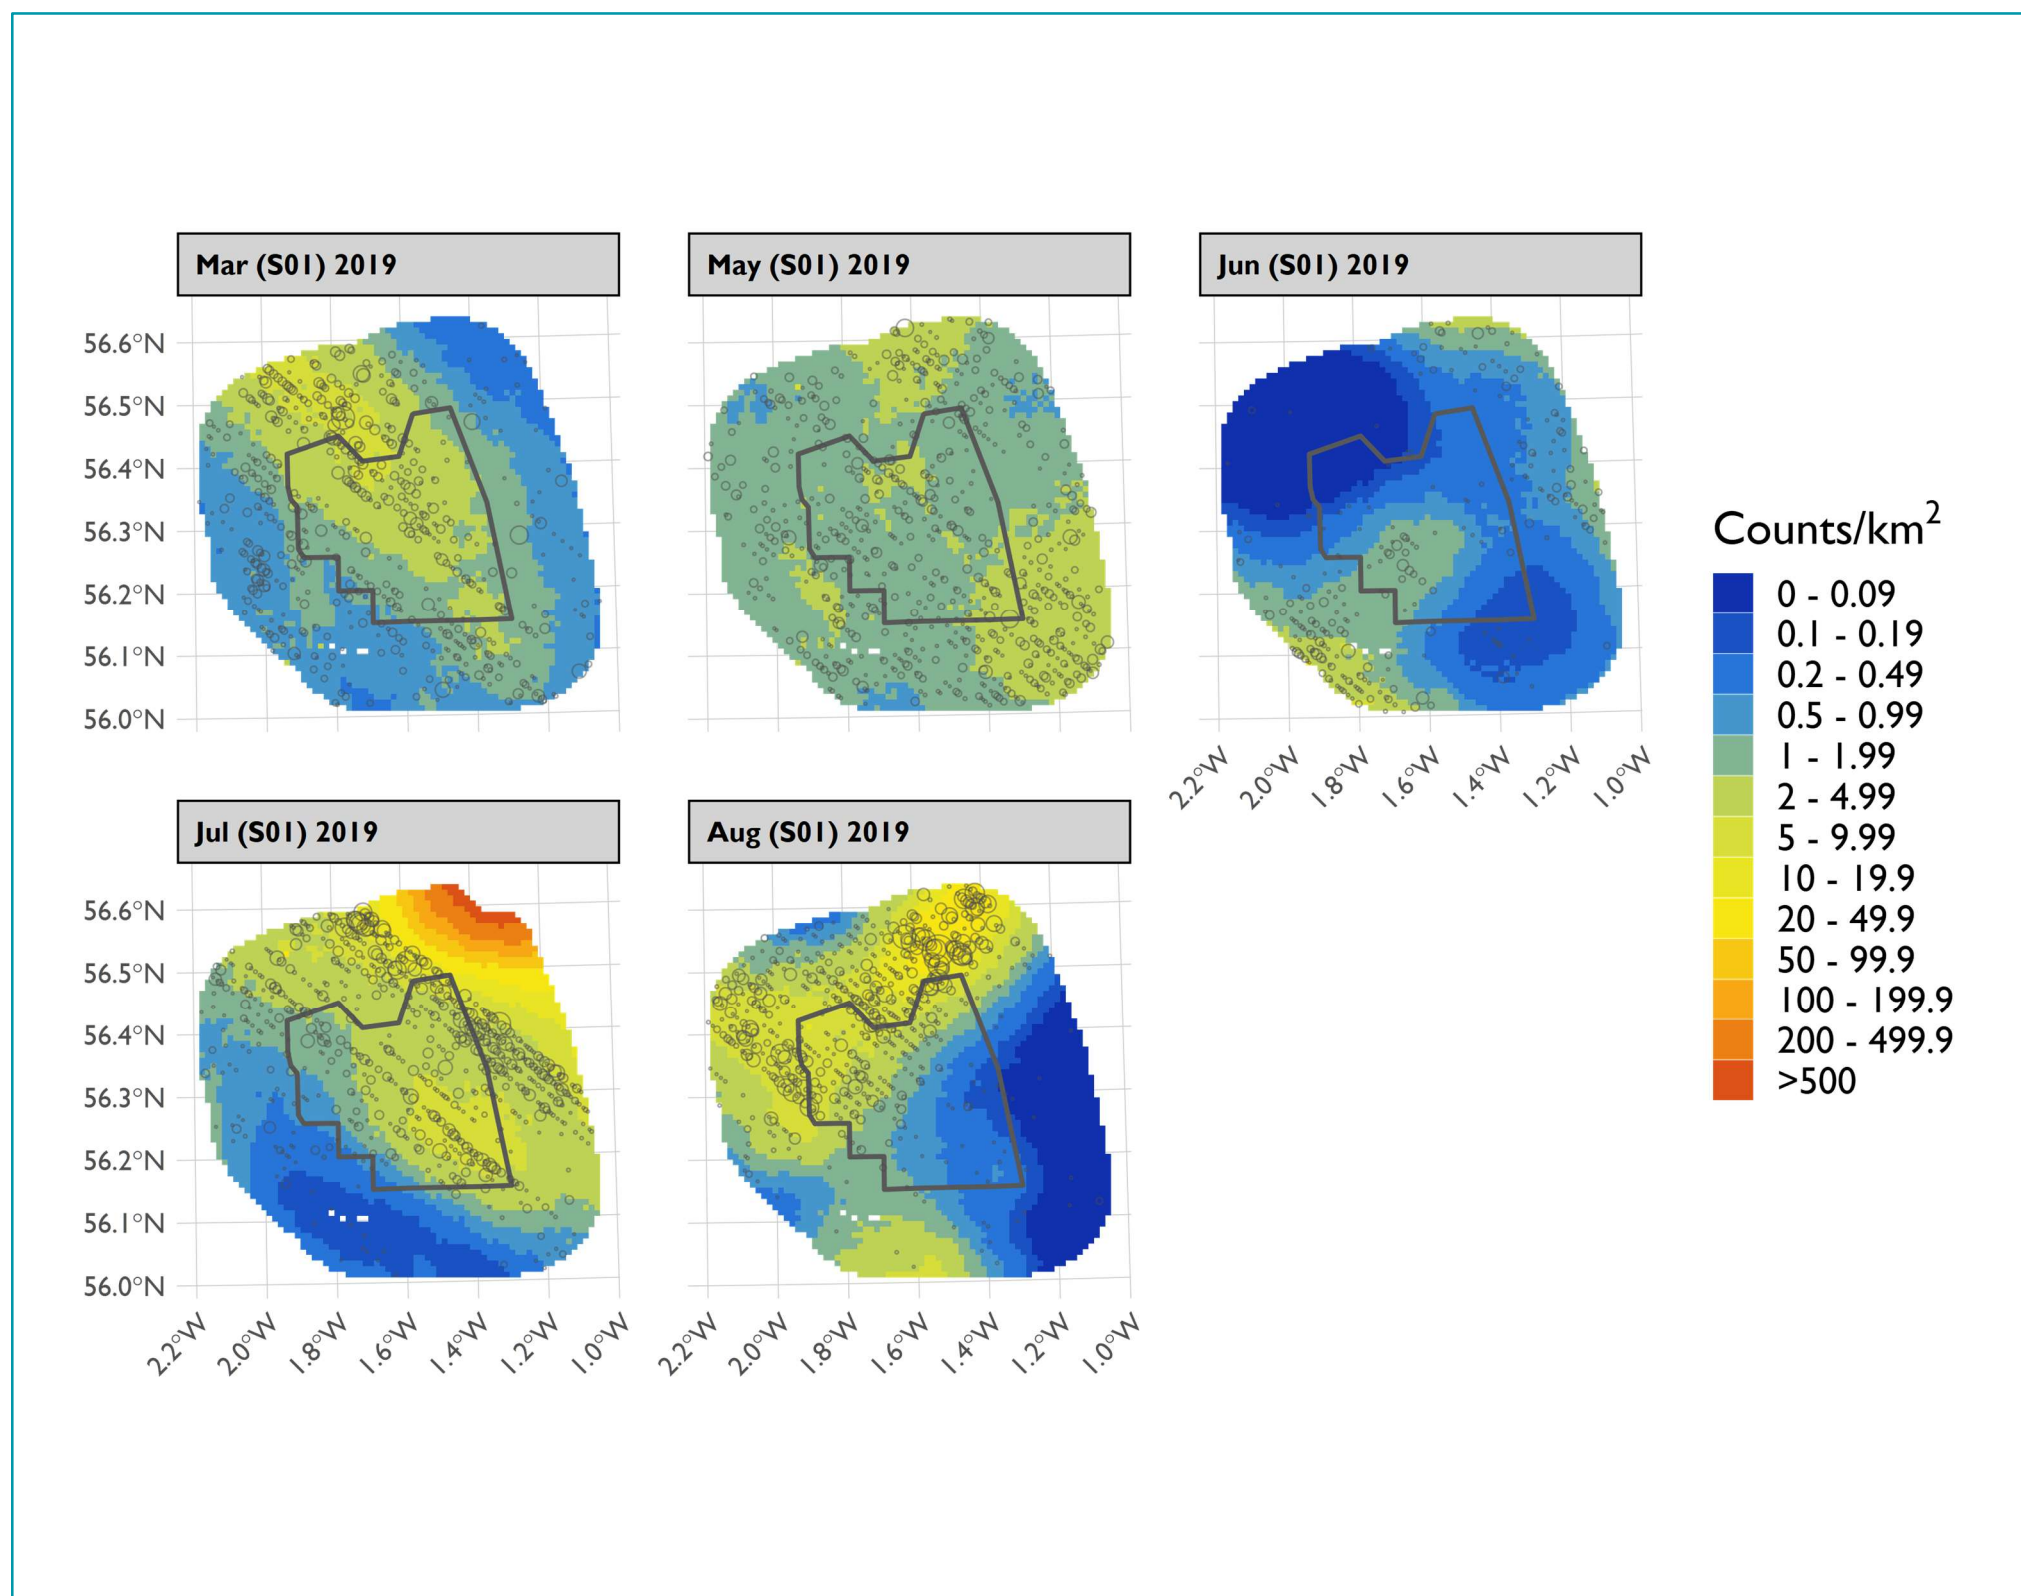 Mar (S01) 2019
May (S01) 2019
Jun (S01) 2019
56.6°N
56.5°N
56.4°N
56.3°N
56.2°N
56.1°N
56.0°N
2.2°W
2.0°W
1.8°W
1.6°W
1.4°W
1.2°W
1.0°W
Jul (S01) 2019
Aug (S01) 2019
56.6°N
56.5°N
56.4°N
56.3°N
56.2°N
56.1°N
56.0°N
2.2°W
2.0°W
1.8°W
1.6°W
1.4°W
1.2°W
1.0°W
2.2°W
2.0°W
1.8°W
1.6°W
1.4°W
1.2°W
1.0°W
Counts/km²
0 - 0.09
0.1 - 0.19
0.2 - 0.49
0.5 - 0.99
1 - 1.99
2 - 4.99
5 - 9.99
10 - 19.9
20 - 49.9
50 - 99.9
100 - 199.9
200 - 499.9
>500